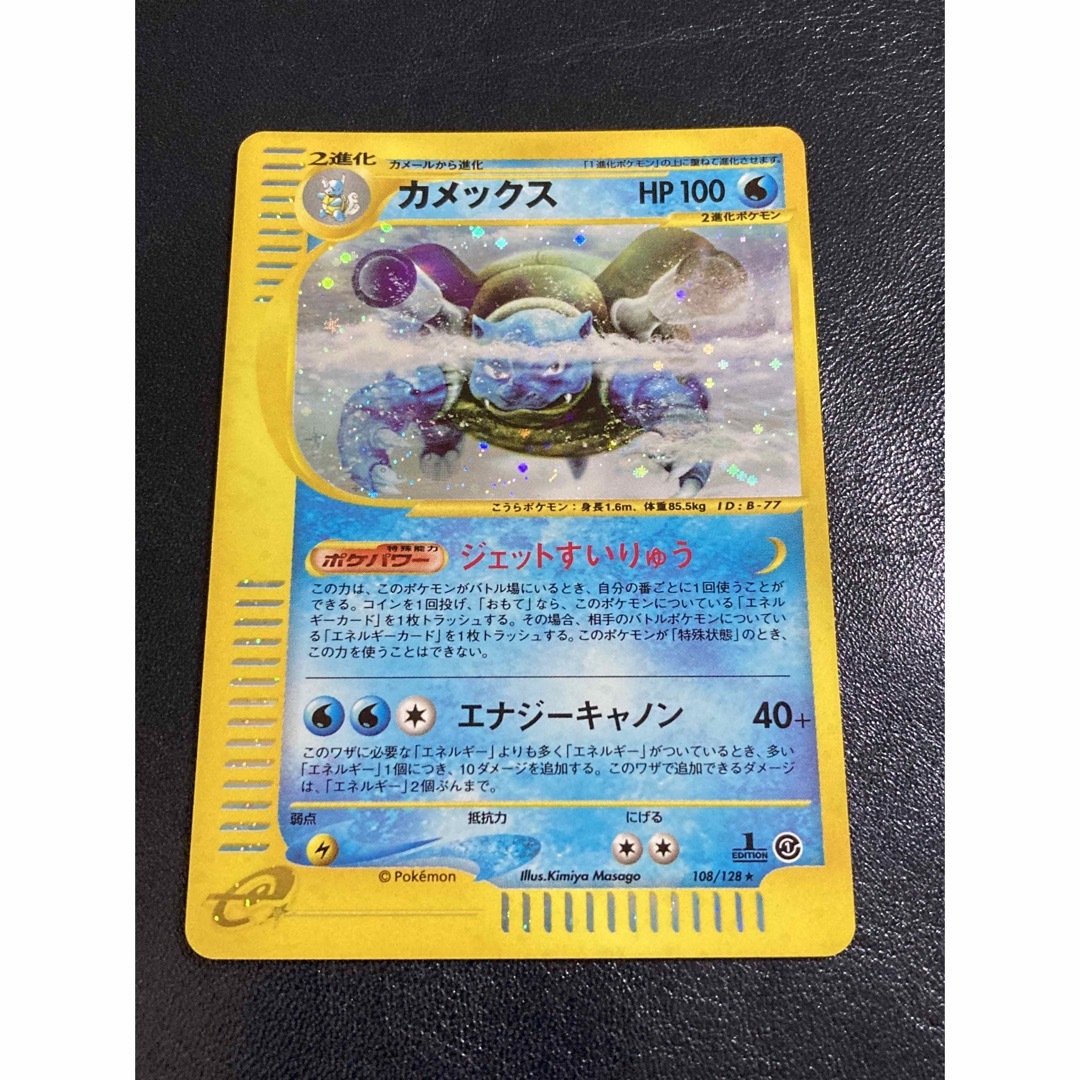 2進化
カメールから進化
「1進化ポケモン」の上に重ねて進化させます。
カメックス
HP 100
2進化ポケモン
こうらポケモン：身長1.6m、体重85.5kg ID：B-77
特殊能力
ポケパワー
ジェットすいりゅう
この力は、このポケモンがバトル場にいるとき、自分の番ごとに1回使うことが
できる。コインを1回投げ、「おもて」なら、このポケモンについている「エネル
ギーカード」を1枚トラッシュする。その場合、相手のバトルポケモンについてい
る「エネルギーカード」を1枚トラッシュする。このポケモンが「特殊状態」のとき、
この力を使うことはできない。
エナジーキャノン 40+
このワザに必要な「エネルギー」よりも多く「エネルギー」がついているとき、多い
「エネルギー」1個につき、10ダメージを追加する。このワザで追加できるダメージ
は、「エネルギー」2個ぶんまで。
弱点 抵抗力 にげる
1
EDITION
©Pokémon Illus.Kimiya Masago 108/128★